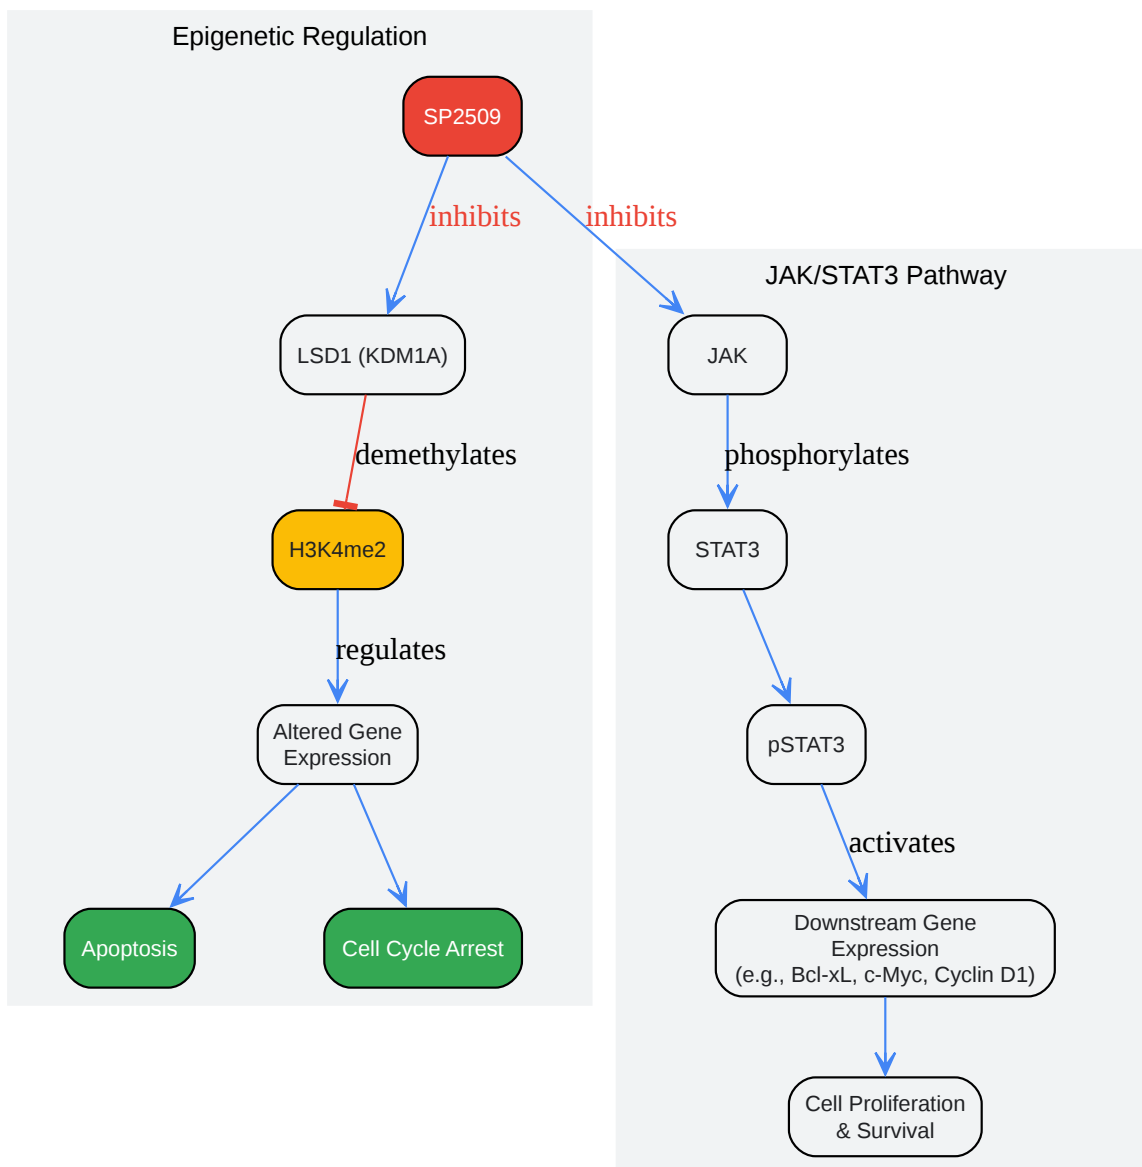 Epigenetic Regulation
SP2509
inhibits
inhibits
JAK/STAT3 Pathway
LSD1 (KDM1A)
JAK
demethylates
phosphorylates
H3K4me2
STAT3
regulates
Altered Gene
Expression
pSTAT3
activates
Apoptosis
Cell Cycle Arrest
Downstream Gene
Expression
(e.g., Bcl-xL, c-Myc, Cyclin D1)
Cell Proliferation
& Survival